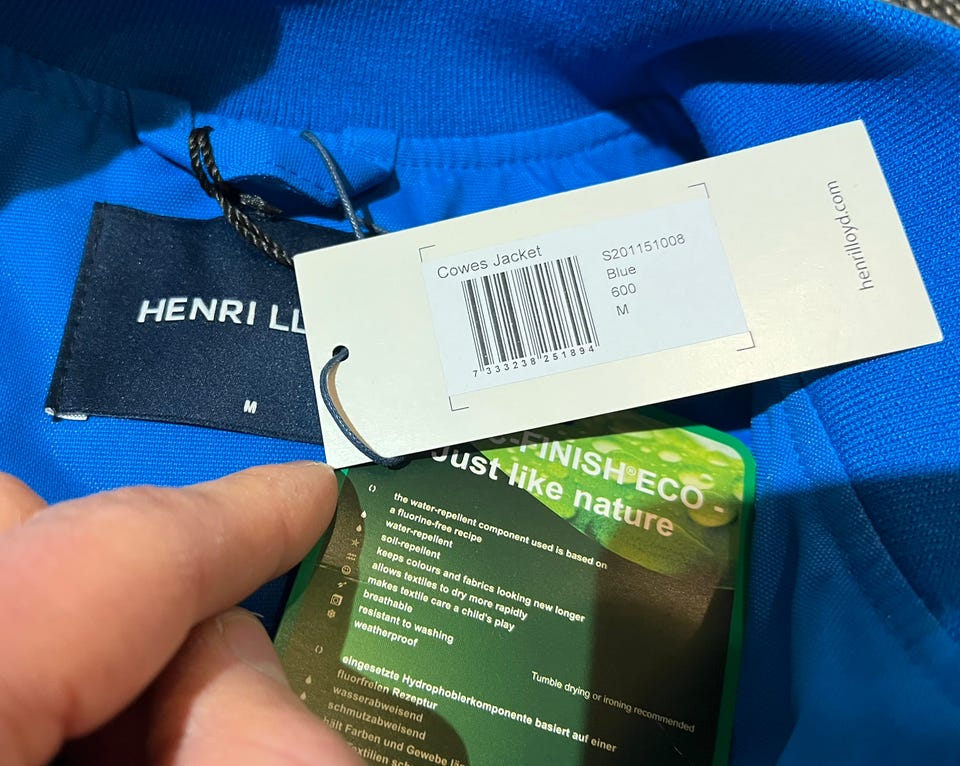 HENRI LL
M
Cowes Jacket
S201151008
Blue
600
M
7 333238 251894
henrilloyd.com
-FINISH® ECO -
Just like nature
the water-repellent component used is based on
a fluorine-free recipe
water-repellent
soil-repellent
keeps colours and fabrics looking new longer
allows textiles to dry more rapidly
makes textile care a child's play
breathable
resistant to washing
weatherproof
Tumble drying or ironing recommended
eingesetzte Hydrophobierkomponente basiert auf einer
fluorfreien Rezeptur
wasserabweisend
schmutzabweisend
hält Farben und Gewebe